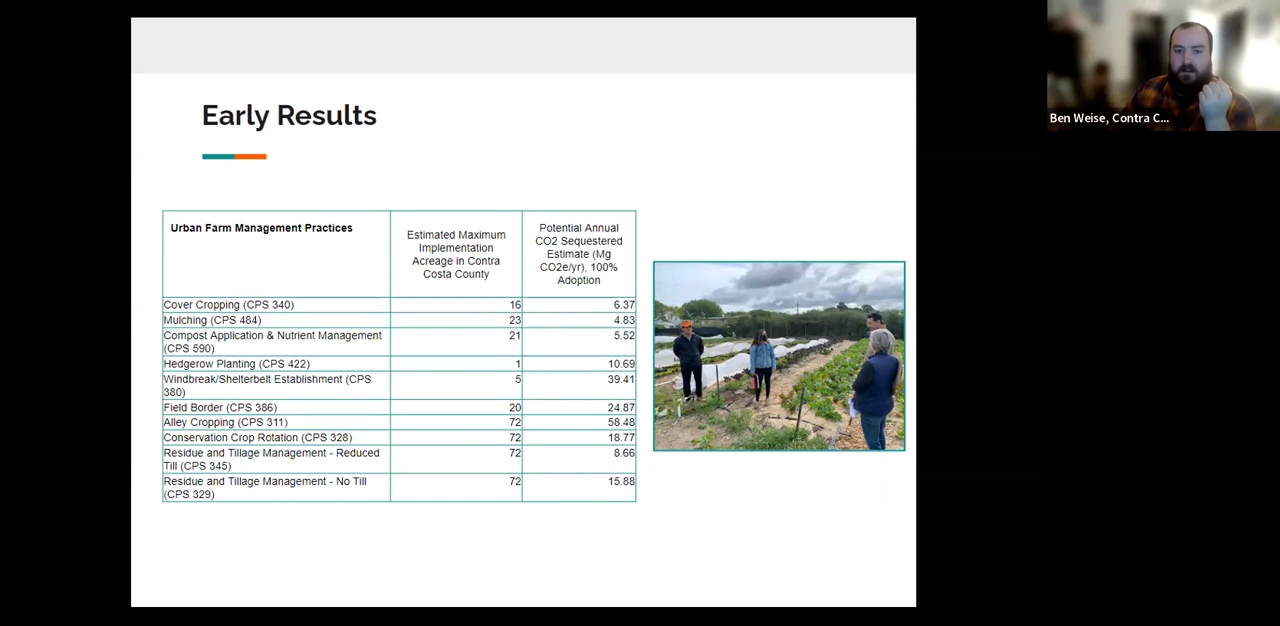 Early Results
Urban Farm Management Practices
Estimated Maximum
Implementation
Acreage in Contra
Costa County
Potential Annual
CO2 Sequestered
Estimate (Mg
CO2e/yr), 100%
Adoption
Cover Cropping (CPS 340) 16 6.37
Mulching (CPS 484) 23 4.83
Compost Application & Nutrient Management 21 5.52
(CPS 590)
Hedgerow Planting (CPS 422) 1 10.69
Windbreak/Shelterbelt Establishment (CPS 5 39.41
380)
Field Border (CPS 386) 20 24.87
Alley Cropping (CPS 311) 72 58.48
Conservation Crop Rotation (CPS 328) 72 18.77
Residue and Tillage Management - Reduced 72 8.66
Till (CPS 345)
Residue and Tillage Management - No Till 72 15.88
(CPS 329)
Ben Weise, Contra C...